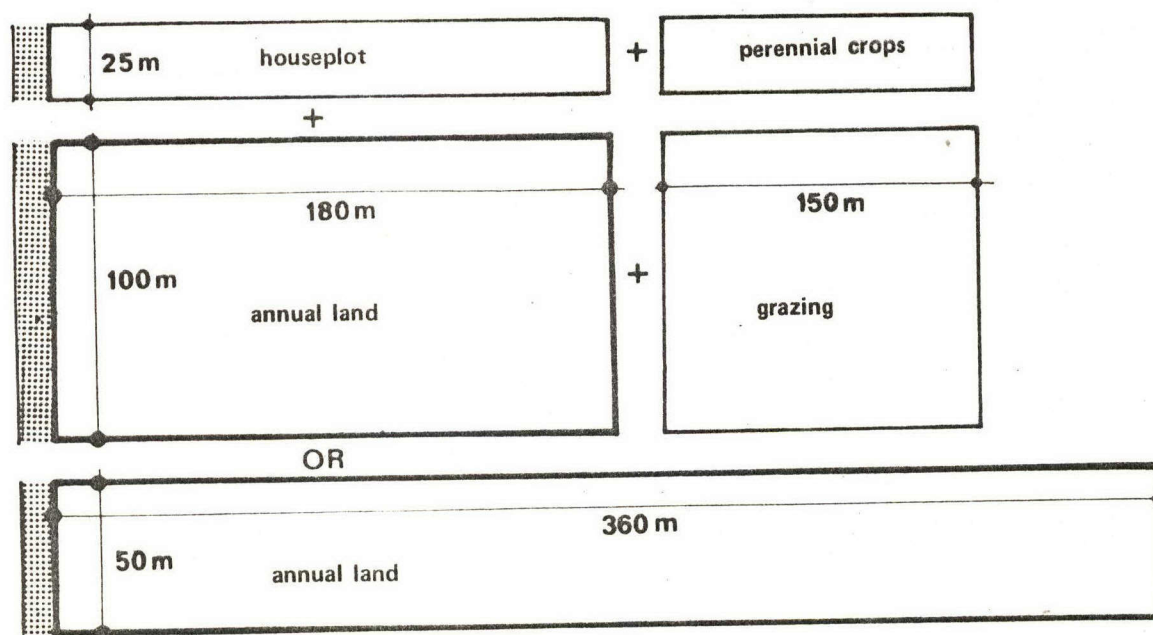 25 m
houseplot
+
perennial crops
+
180 m
150 m
100 m
+
annual land
grazing
OR
360 m
50 m
annual land